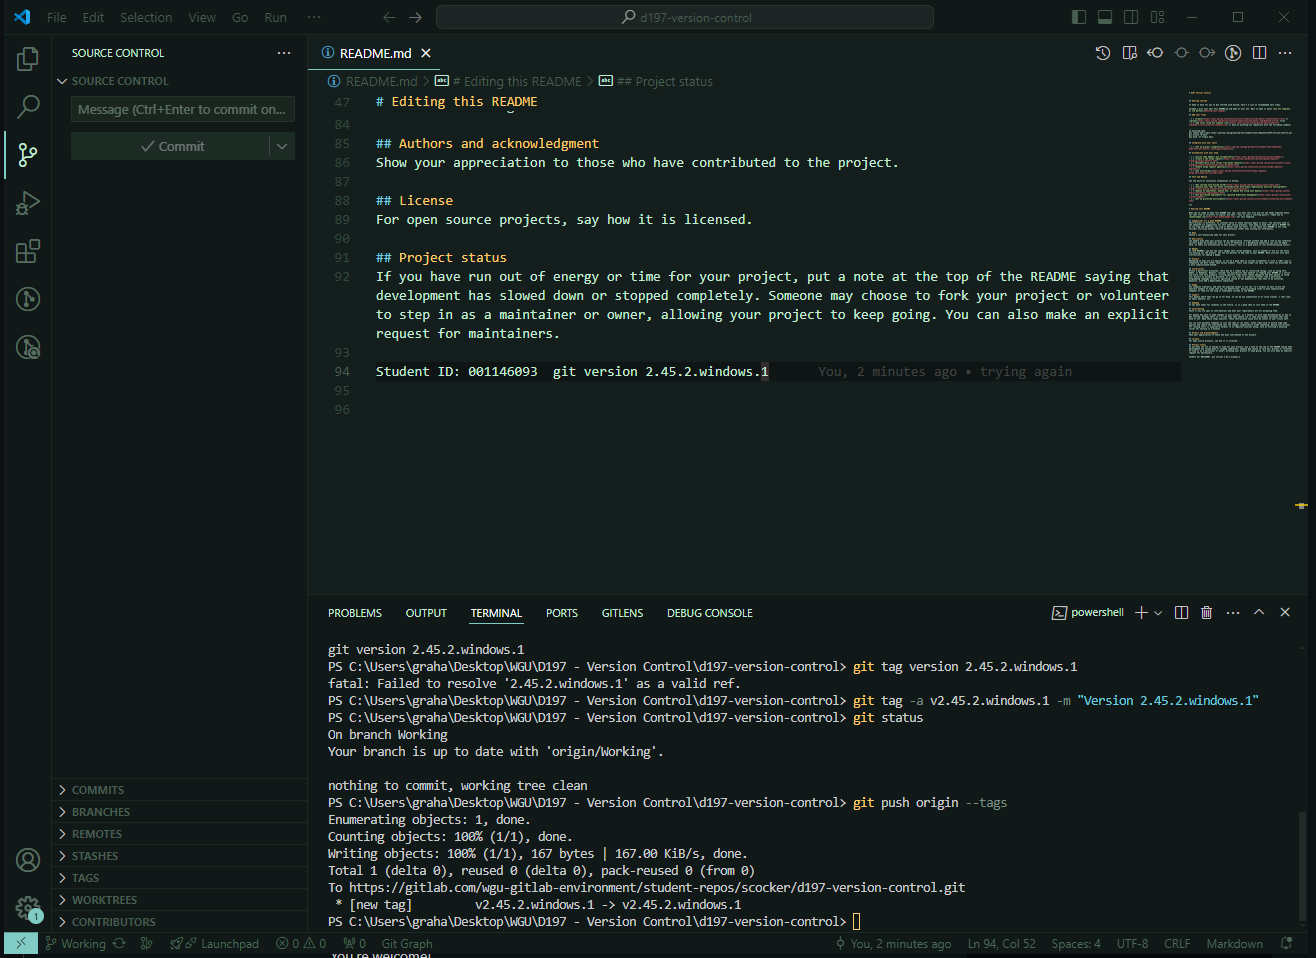 File Edit Selection View Go Run ··· d197-version-control
SOURCE CONTROL ···
SOURCE CONTROL
Message (Ctrl+Enter to commit on...
Commit
COMMITS
BRANCHES
REMOTES
STASHES
TAGS
WORKTREES
CONTRIBUTORS
README.md
README.md > # Editing this README > ## Project status
47 # Editing this README
84
85 ## Authors and acknowledgment
86 Show your appreciation to those who have contributed to the project.
87
88 ## License
89 For open source projects, say how it is licensed.
90
91 ## Project status
92 If you have run out of energy or time for your project, put a note at the top of the README saying that
development has slowed down or stopped completely. Someone may choose to fork your project or volunteer
to step in as a maintainer or owner, allowing your project to keep going. You can also make an explicit
request for maintainers.
93
94 Student ID: 001146093  git version 2.45.2.windows.1 You, 2 minutes ago • trying again
95
96
PROBLEMS OUTPUT TERMINAL PORTS GITLENS DEBUG CONSOLE powershell
git version 2.45.2.windows.1
PS C:\Users\graha\Desktop\WGU\D197 - Version Control\d197-version-control> git tag version 2.45.2.windows.1
fatal: Failed to resolve '2.45.2.windows.1' as a valid ref.
PS C:\Users\graha\Desktop\WGU\D197 - Version Control\d197-version-control> git tag -a v2.45.2.windows.1 -m "Version 2.45.2.windows.1"
PS C:\Users\graha\Desktop\WGU\D197 - Version Control\d197-version-control> git status
On branch Working
Your branch is up to date with 'origin/Working'.
nothing to commit, working tree clean
PS C:\Users\graha\Desktop\WGU\D197 - Version Control\d197-version-control> git push origin --tags
Enumerating objects: 1, done.
Counting objects: 100% (1/1), done.
Writing objects: 100% (1/1), 167 bytes | 167.00 KiB/s, done.
Total 1 (delta 0), reused 0 (delta 0), pack-reused 0 (from 0)
To https://gitlab.com/wgu-gitlab-environment/student-repos/scocker/d197-version-control.git
* [new tag] v2.45.2.windows.1 -> v2.45.2.windows.1
PS C:\Users\graha\Desktop\WGU\D197 - Version Control\d197-version-control>
1
Working Launchpad 0 0 0 Git Graph You, 2 minutes ago Ln 94, Col 52 Spaces: 4 UTF-8 CRLF Markdown
You're welcome!